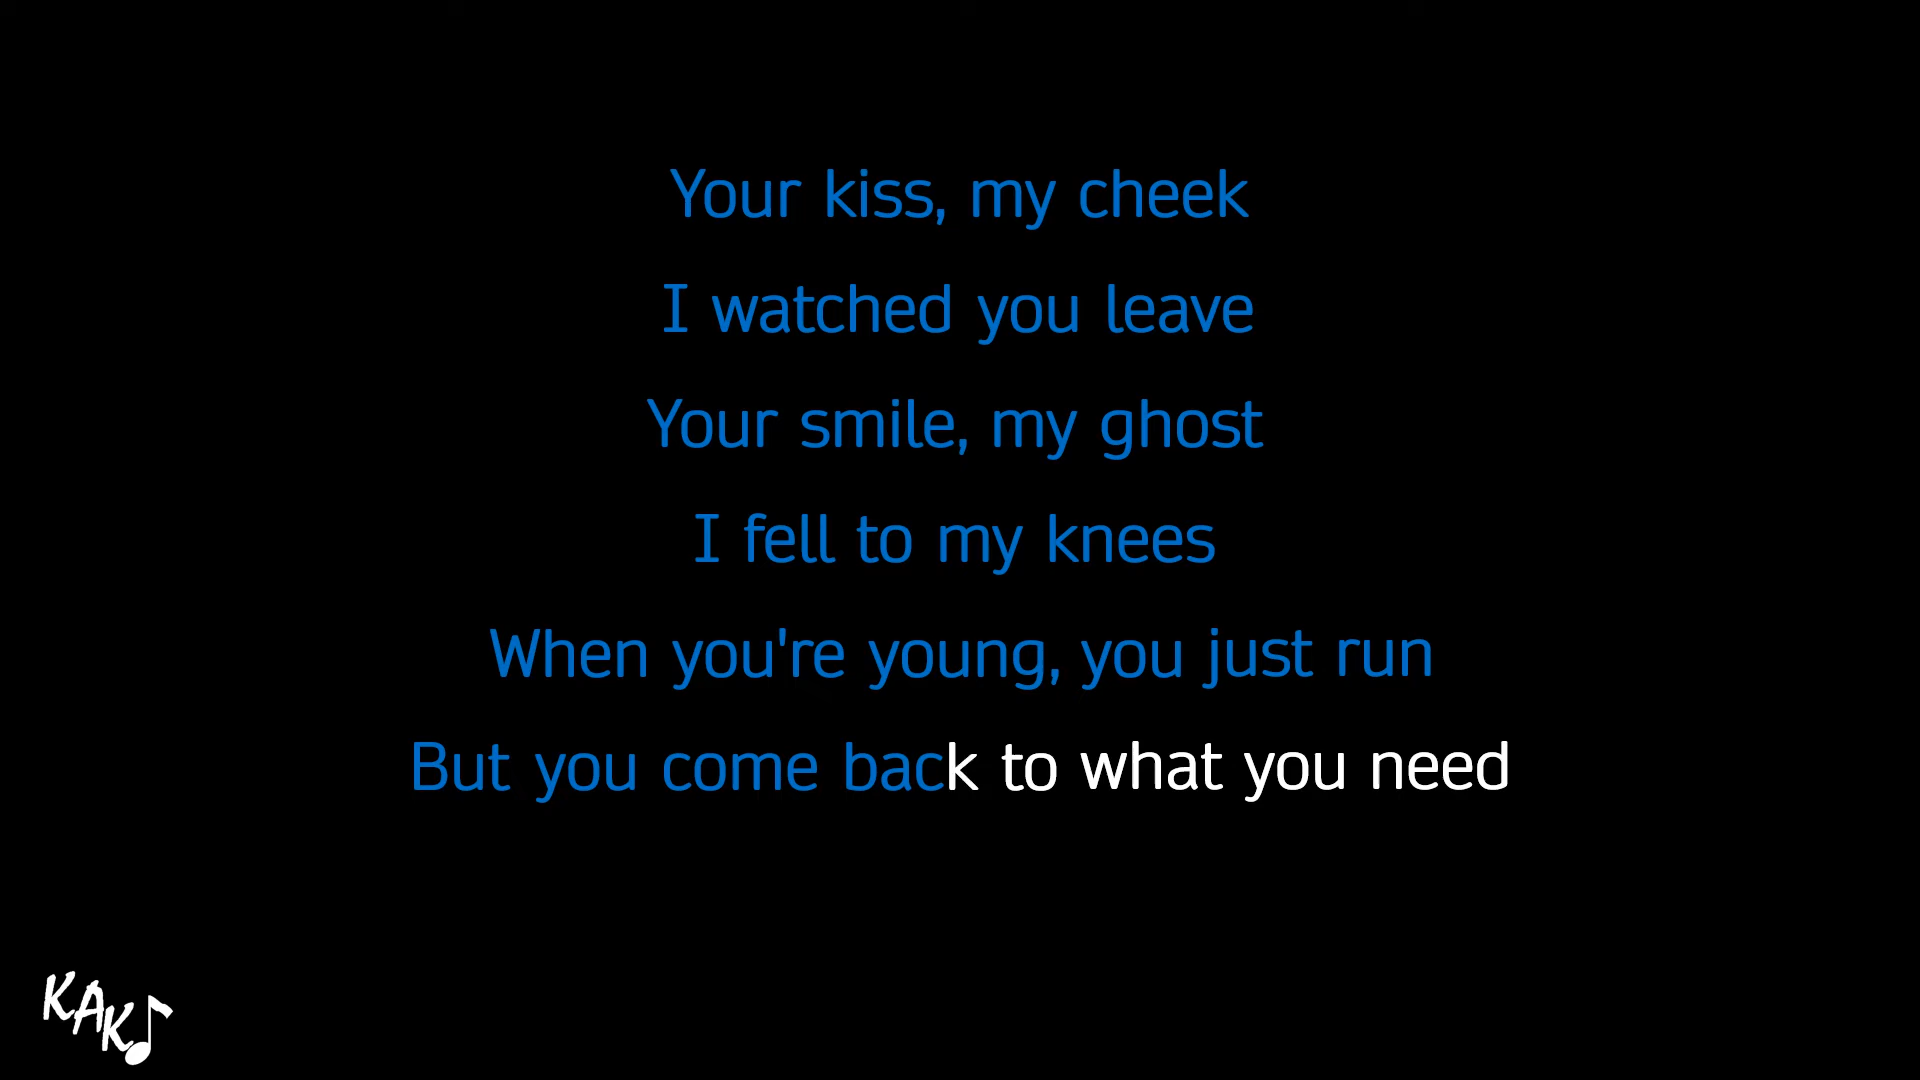 Your kiss, my cheek
I watched you leave
Your smile, my ghost
I fell to my knees
When you're young, you just run
But you come back to what you need
KAK